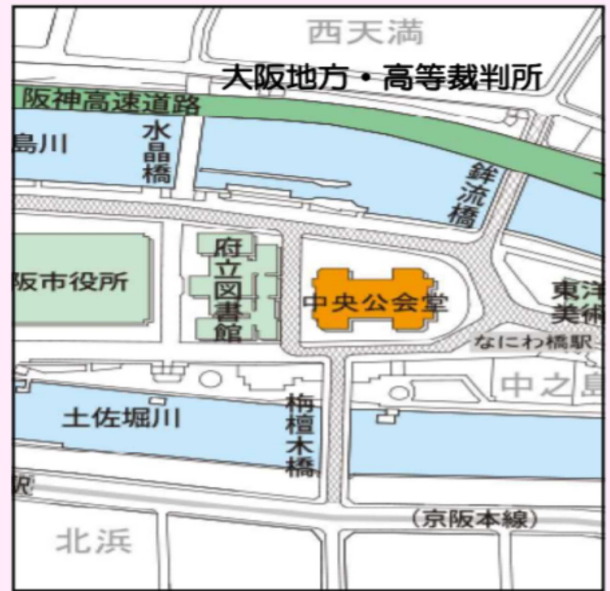 西天満
大阪地方・高等裁判所
阪神高速道路
島川
水晶橋
鉾流橋
阪市役所
府立図書館
中央公会堂
東洋
美術
なにわ橋駅
中之島
土佐堀川
栴檀木橋
駅
(京阪本線)
北浜